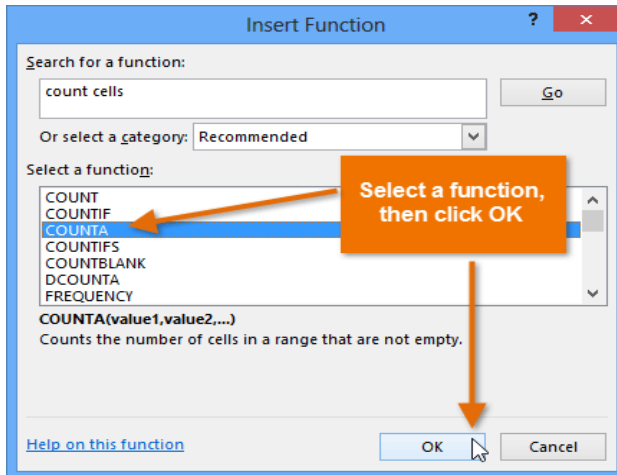 Insert Function
?
×
Search for a function:
count cells
Go
Or select a category: Recommended
Select a function:
COUNT
COUNTIF
COUNTA
COUNTIFS
COUNTBLANK
DCOUNTA
FREQUENCY
Select a function,
then click OK
COUNTA(value1,value2,...)
Counts the number of cells in a range that are not empty.
Help on this function
OK
Cancel